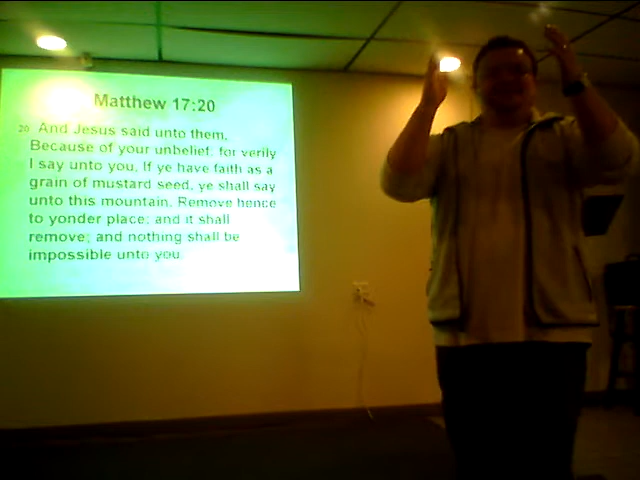 Matthew 17:20
20 And Jesus said unto them,
Because of your unbelief: for verily
I say unto you, If ye have faith as a
grain of mustard seed, ye shall say
unto this mountain, Remove hence
to yonder place; and it shall
remove; and nothing shall be
impossible unto you.